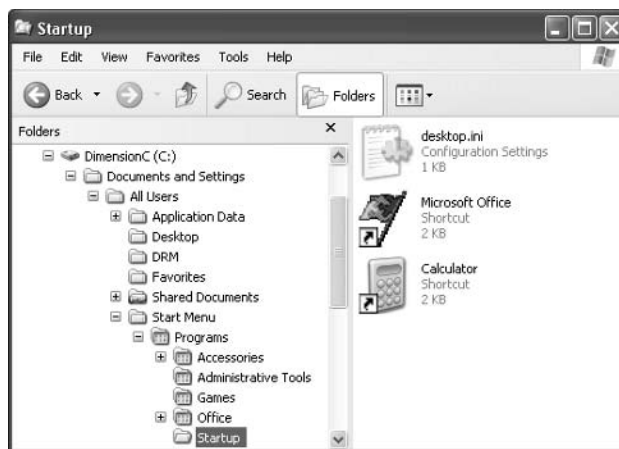 Startup
File Edit View Favorites Tools Help
Back Search Folders
Folders
DimensionC (C:)
Documents and Settings
All Users
Application Data
Desktop
DRM
Favorites
Shared Documents
Start Menu
Programs
Accessories
Administrative Tools
Games
Office
Startup
desktop.ini
Configuration Settings
1 KB
Microsoft Office
Shortcut
2 KB
Calculator
Shortcut
2 KB